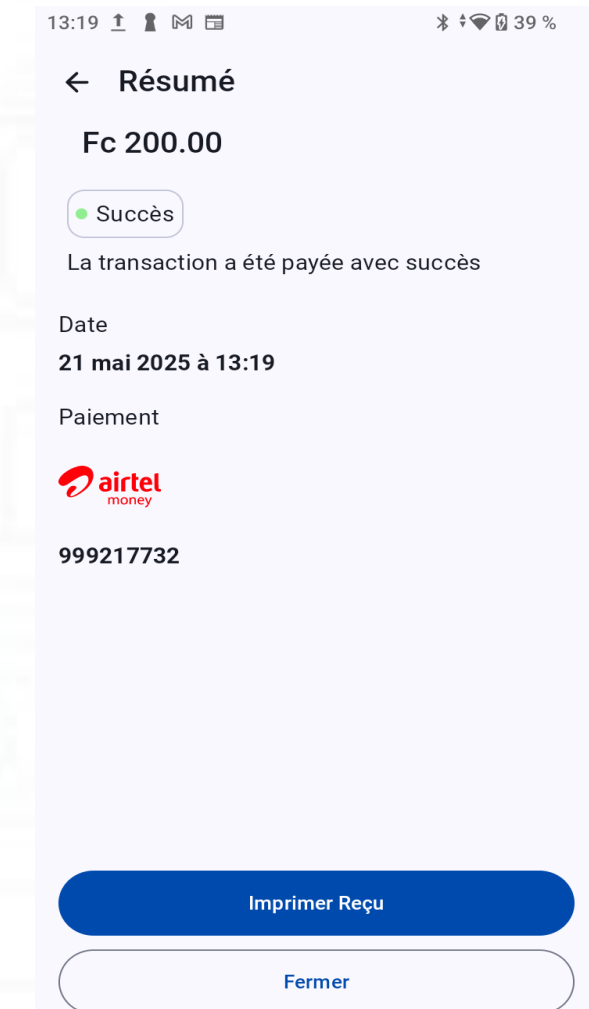 13:19 39 %
Résumé
Fc 200.00
Succès
La transaction a été payée avec succès
Date
21 mai 2025 à 13:19
Paiement
airtel
money
999217732
Imprimer Reçu
Fermer